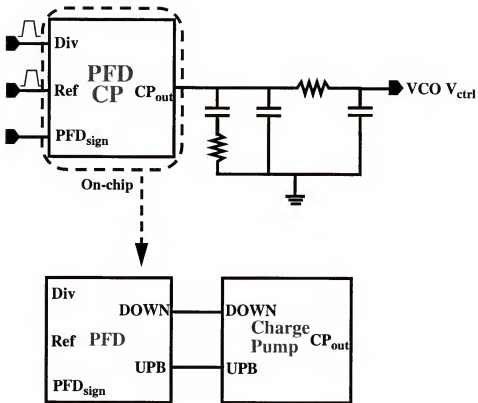 Div
Ref
PFDsign
PFD
CP
CPout
VCO Vctrl
On-chip
Div
Ref
PFDsign
PFD
DOWN
UPB
DOWN
UPB
Charge
Pump
CPout